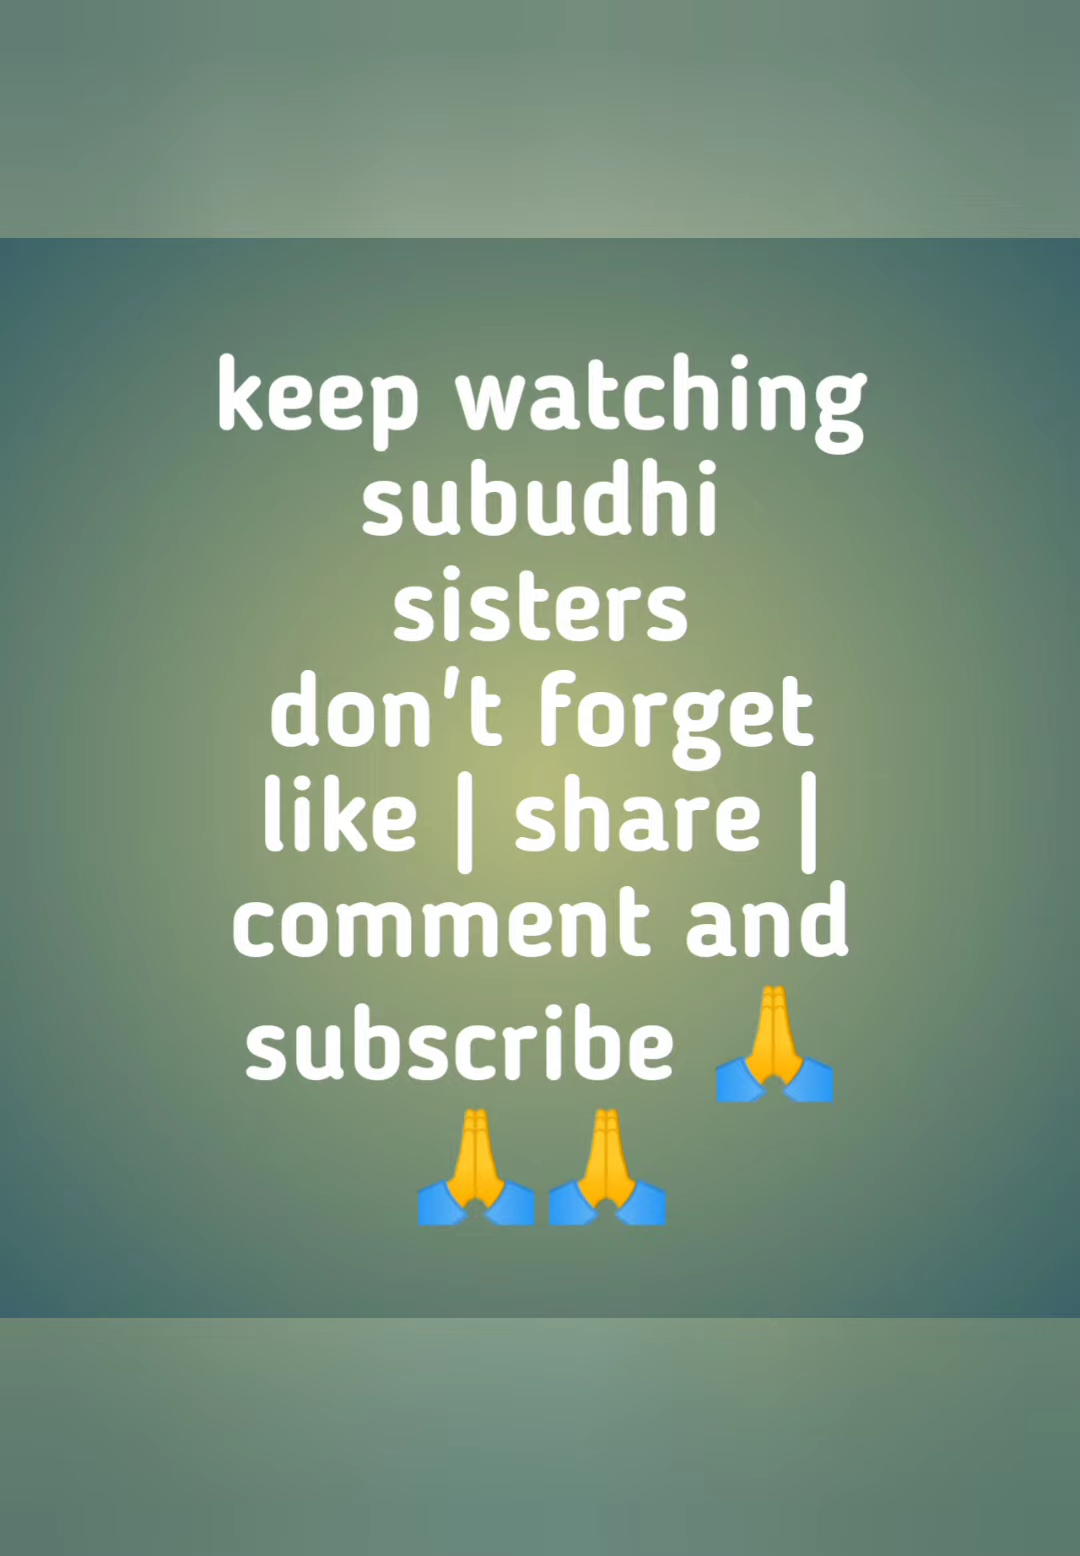 keep watching
subudhi
sisters
don't forget
like | share |
comment and
subscribe 🙏
🙏🙏